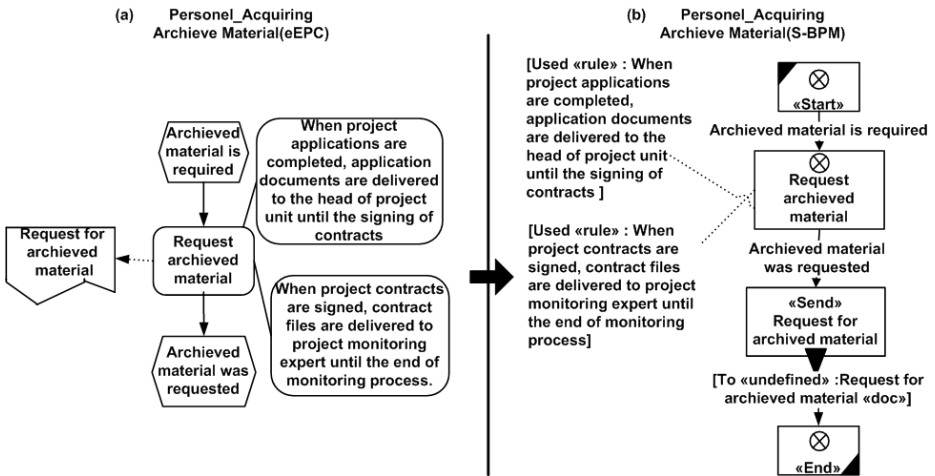 (a)
Personel_Acquiring
Archieve Material(eEPC)
Archieved
material is
required
When project
applications are
completed, application
documents are delivered
to the head of project
unit until the signing of
contracts
Request for
archieved
material
Request
archieved
material
When project contracts
are signed, contract
files are delivered to
project monitoring
expert until the end of
monitoring process.
Archieved
material was
requested
(b)
Personel_Acquiring
Archieve Material(S-BPM)
[Used «rule» : When
project applications
are completed,
application documents
are delivered to the
head of project unit
until the signing of
contracts ]
[Used «rule» : When
project contracts are
signed, contract files
are delivered to project
monitoring expert until
the end of monitoring
process]
«Start»
Archieved material is required
Request
archieved
material
Archieved material
was requested
«Send»
Request for
archived material
[To «undefined» :Request for
archieved material «doc»]
«End»